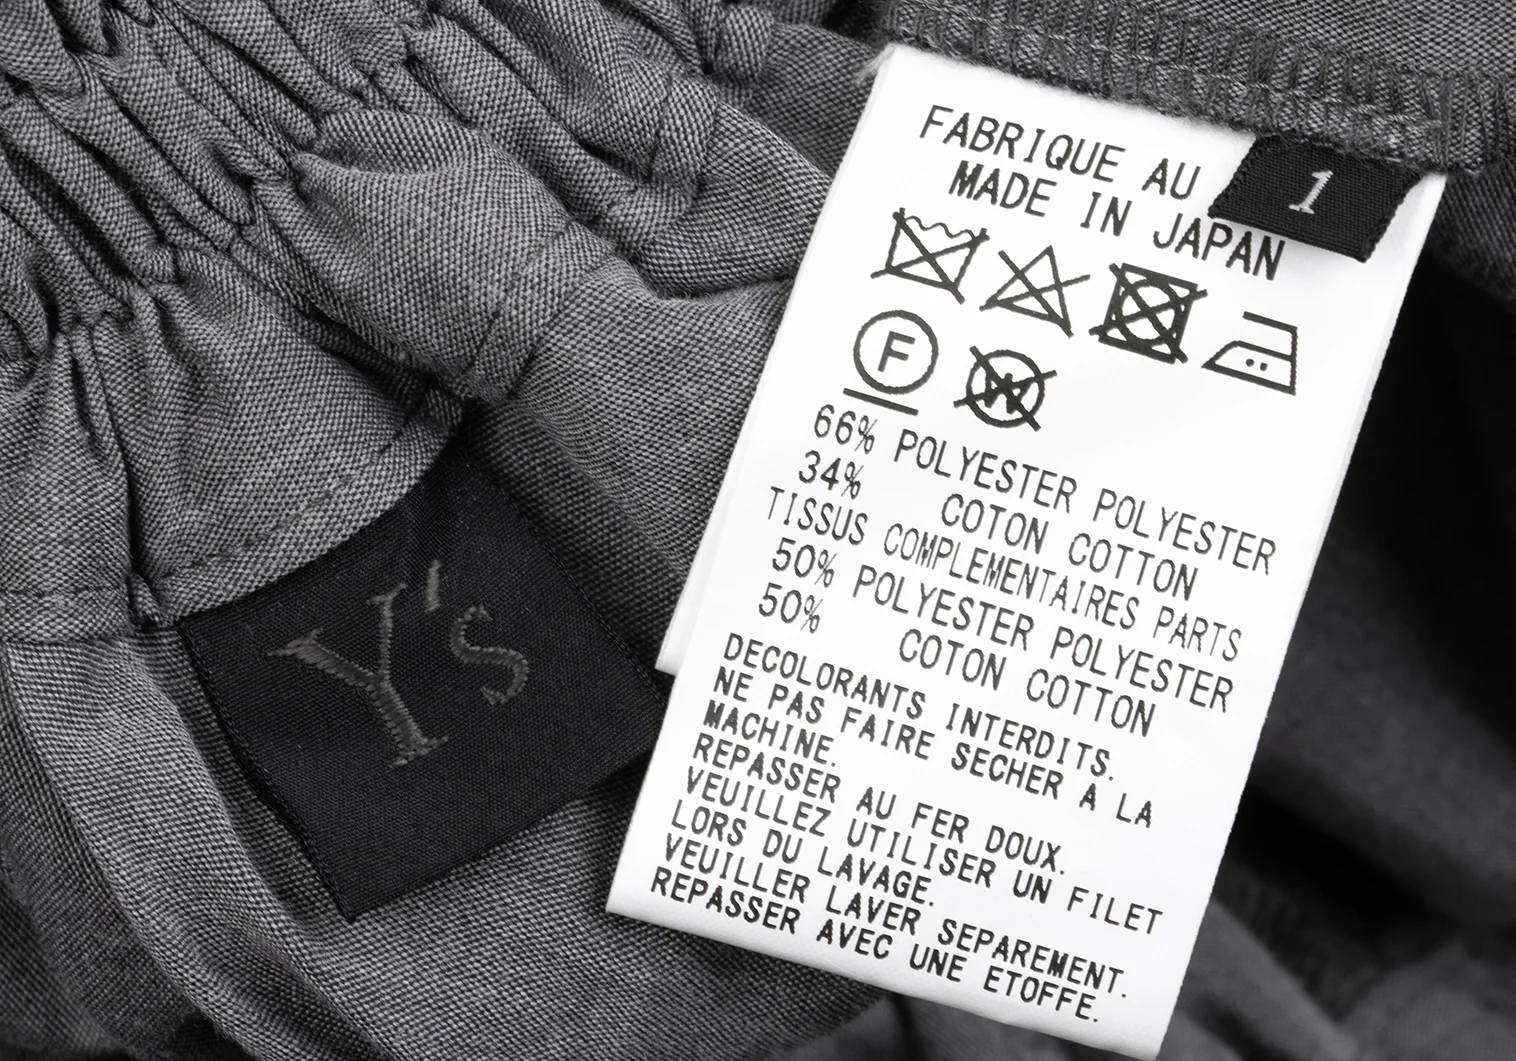 FABRIQUE AU
MADE IN JAPAN
1
F
W
66% POLYESTER POLYESTER
34% COTON COTTON
TISSUS COMPLEMENTAIRES PARTS
50% POLYESTER POLYESTER
50% COTON COTTON
DECOLORANTS INTERDITS.
NE PAS FAIRE SECHER A LA
MACHINE.
REPASSER AU FER DOUX.
VEUILLEZ UTILISER UN FILET
LORS DU LAVAGE.
VEUILLER LAVER SEPAREMENT.
REPASSER AVEC UNE ETOFFE.
Y's